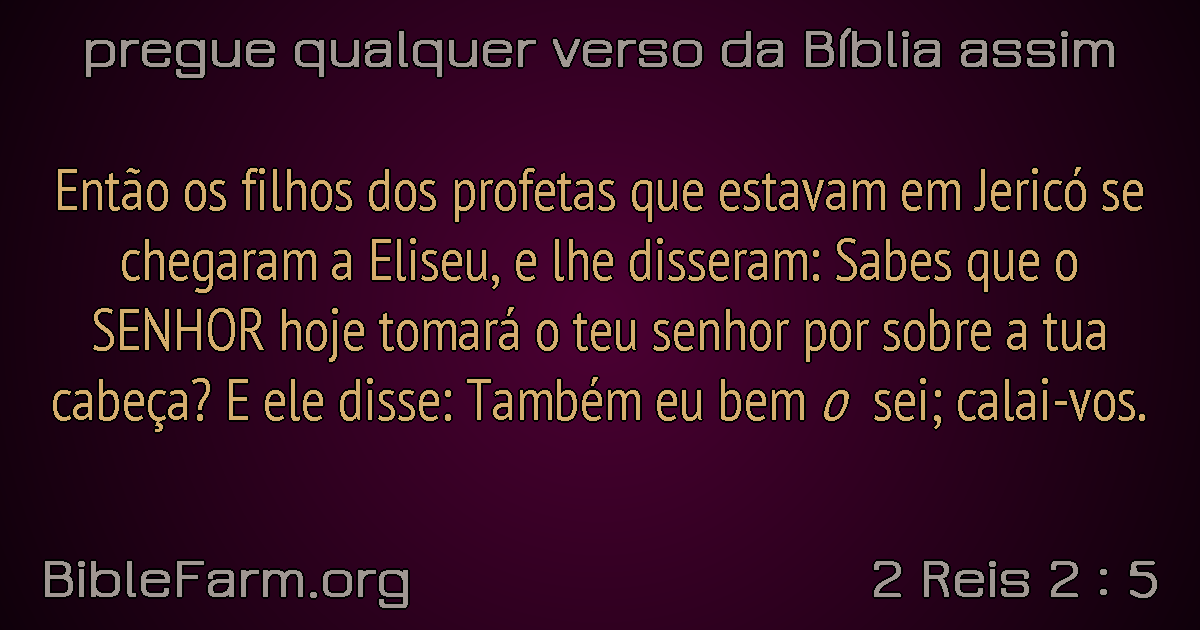 pregue qualquer verso da Bíblia assim
Então os filhos dos profetas que estavam em Jericó se
chegaram a Eliseu, e lhe disseram: Sabes que o
SENHOR hoje tomará o teu senhor por sobre a tua
cabeça? E ele disse: Também eu bem o sei; calai-vos.
BibleFarm.org
2 Reis 2 : 5